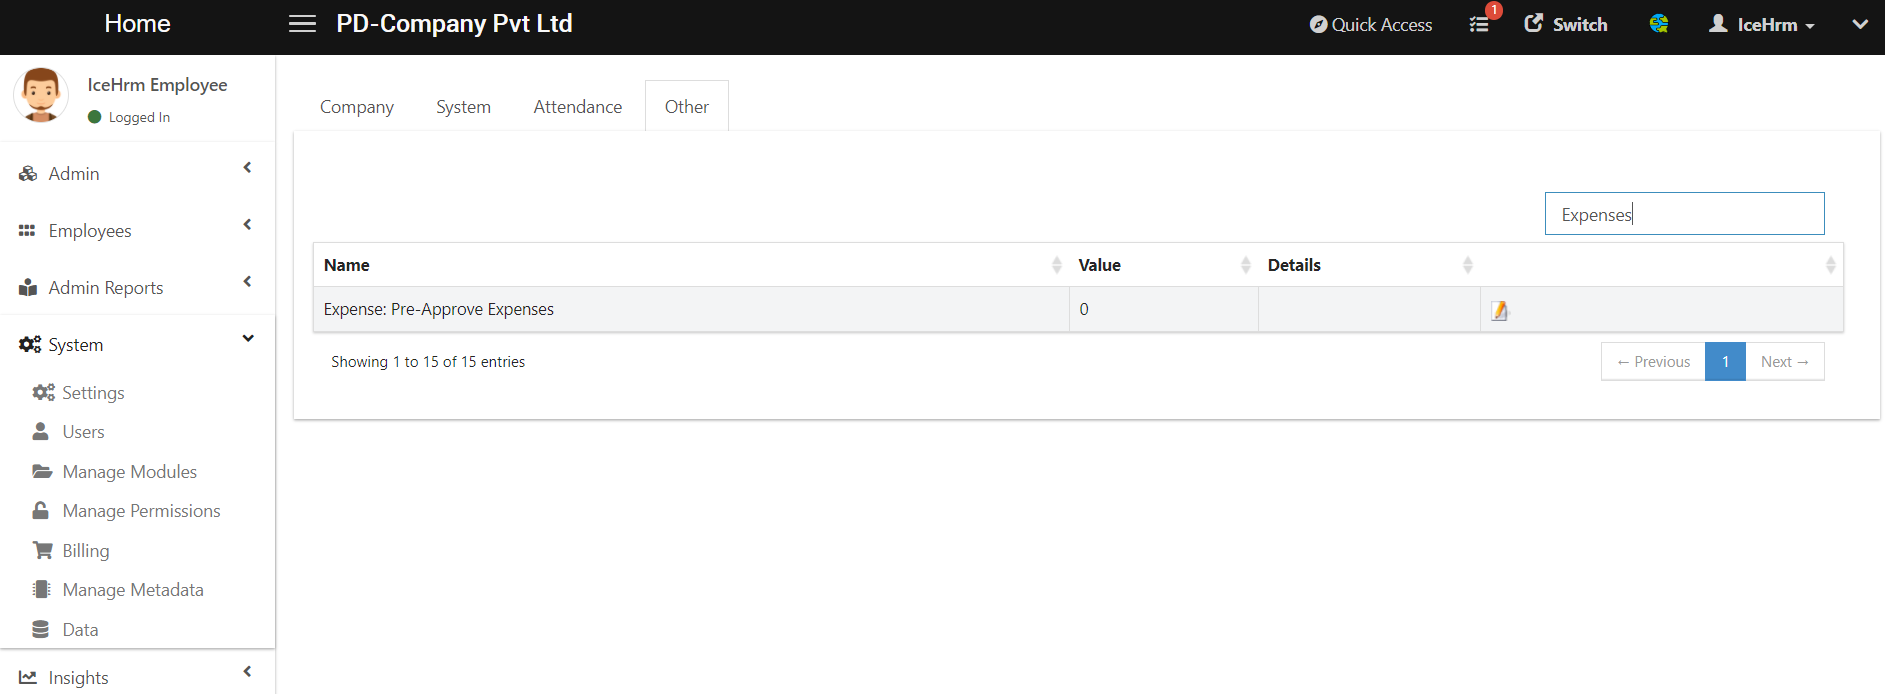 Home
PD-Company Pvt Ltd
Quick Access
1
Switch
IceHrm
IceHrm Employee
Logged In
Admin
Employees
Admin Reports
System
Settings
Users
Manage Modules
Manage Permissions
Billing
Manage Metadata
Data
Insights
Company System Attendance Other
Expenses
Name Value Details
Expense: Pre-Approve Expenses 0
Showing 1 to 15 of 15 entries
← Previous 1 Next →